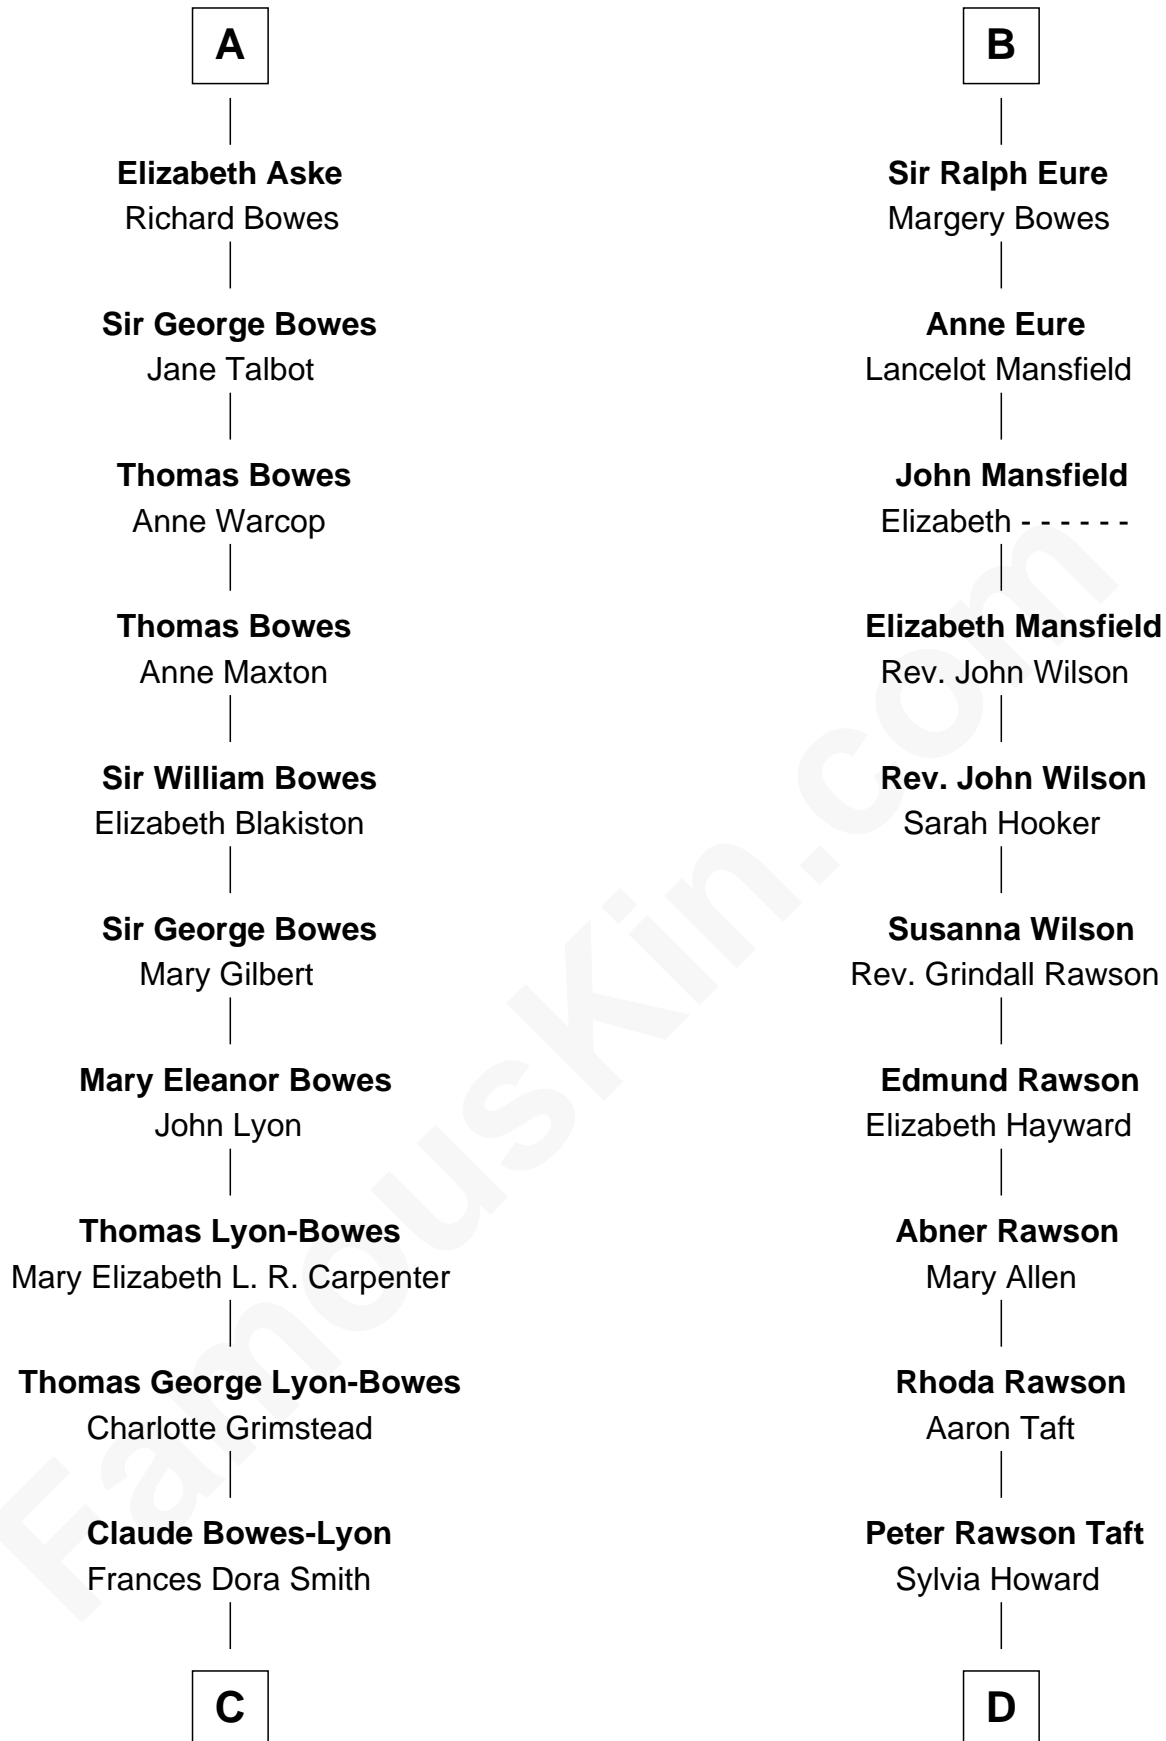 A
Elizabeth Aske
Richard Bowes
Sir George Bowes
Jane Talbot
Thomas Bowes
Anne Warcop
Thomas Bowes
Anne Maxton
Sir William Bowes
Elizabeth Blakiston
Sir George Bowes
Mary Gilbert
Mary Eleanor Bowes
John Lyon
Thomas Lyon-Bowes
Mary Elizabeth L. R. Carpenter
Thomas George Lyon-Bowes
Charlotte Grimstead
Claude Bowes-Lyon
Frances Dora Smith
C
B
Sir Ralph Eure
Margery Bowes
Anne Eure
Lancelot Mansfield
John Mansfield
Elizabeth - - - - - -
Elizabeth Mansfield
Rev. John Wilson
Rev. John Wilson
Sarah Hooker
Susanna Wilson
Rev. Grindall Rawson
Edmund Rawson
Elizabeth Hayward
Abner Rawson
Mary Allen
Rhoda Rawson
Aaron Taft
Peter Rawson Taft
Sylvia Howard
D
FamousKin.com